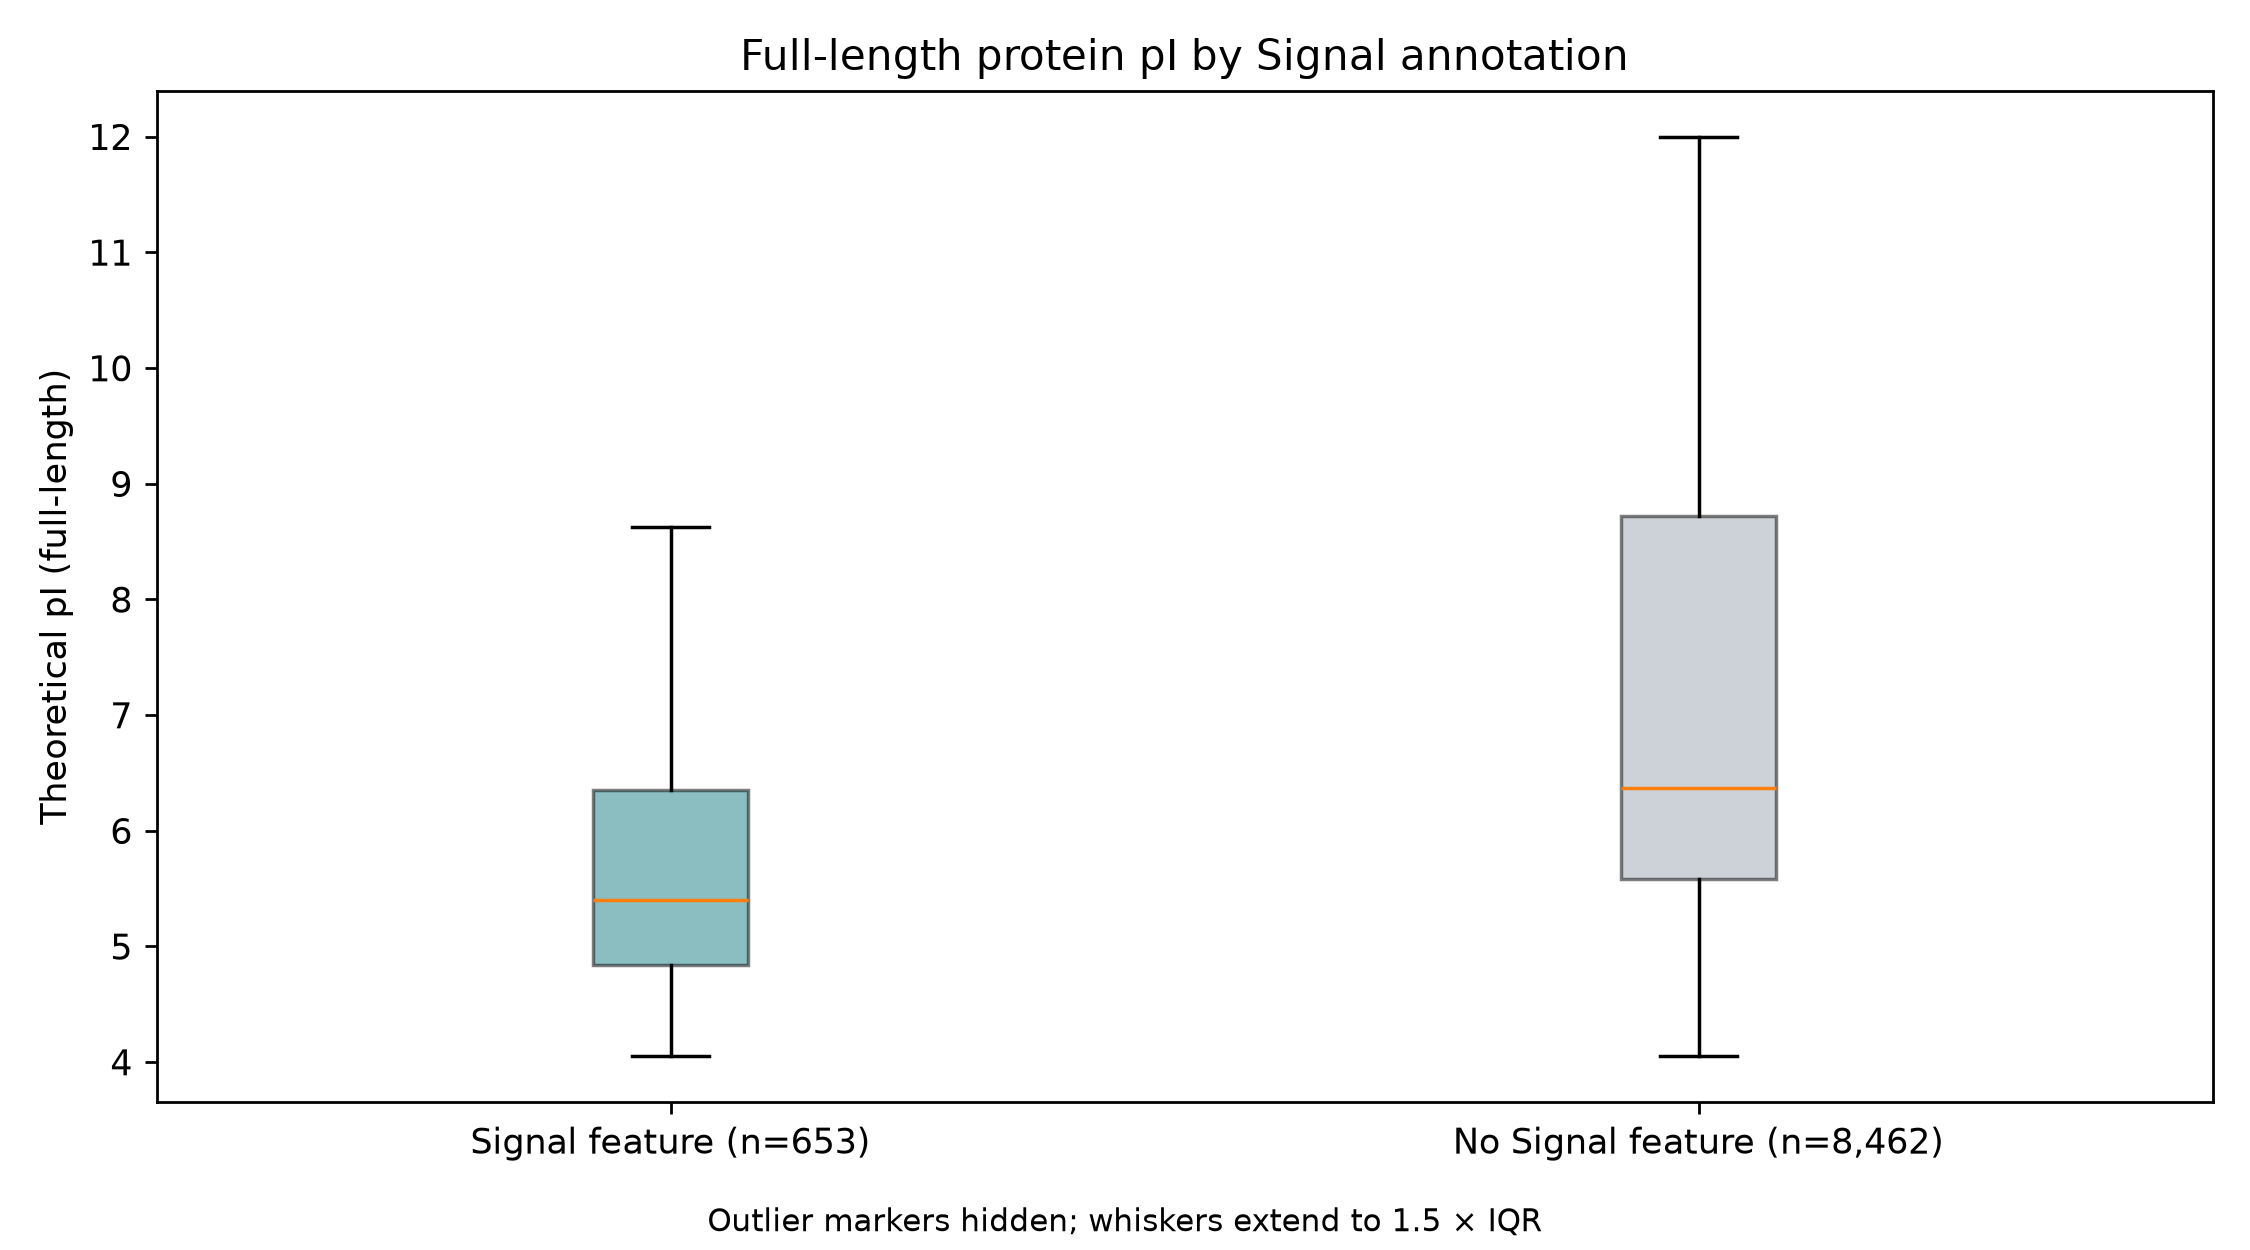 Full-length protein pI by Signal annotation
Theoretical pI (full-length)
12
11
10
9
8
7
6
5
4
Signal feature (n=653)
No Signal feature (n=8,462)
Outlier markers hidden; whiskers extend to 1.5 × IQR